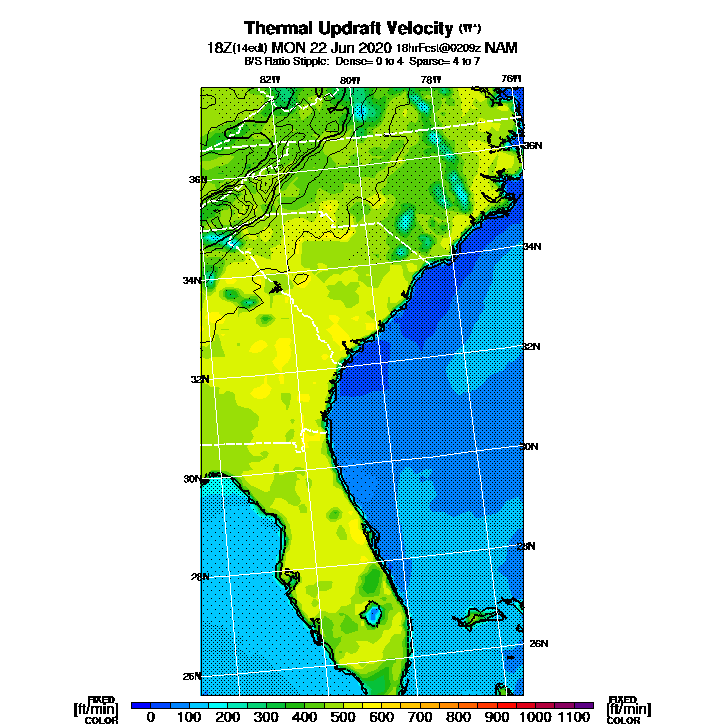 Thermal Updraft Velocity (W*)
18Z(14edt) MON 22 Jun 2020 18hrFcst@0209z NAM
B/S Ratio Stipple: Dense= 0 to 4 Sparse= 4 to 7
82W 80W 78W 76W
36N 36N
34N 34N
32N 32N
30N 30N
28N 28N
26N 26N
FIXED FIXED
[ft/min] 0 100 200 300 400 500 600 700 800 900 1000 1100 [ft/min]
COLOR COLOR